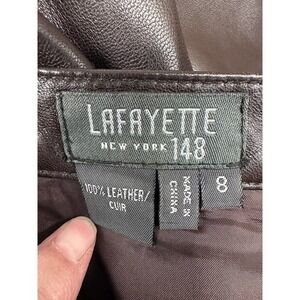 LAFAYETTE
NEW YORK 148
100% LEATHER/
CUIR
MADE IN
CHINA
8